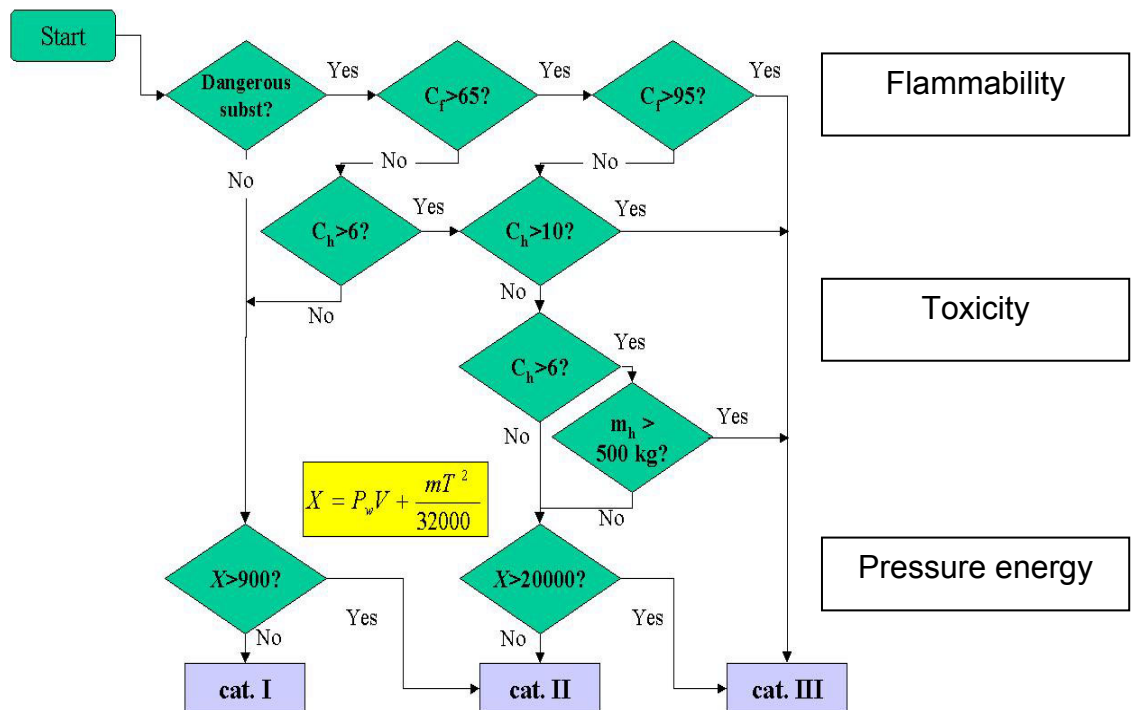 Start
Dangerous
subst?
Yes
C_f>65?
Yes
C_f>95?
Yes
Flammability
No
No
No
C_h>6?
Yes
C_h>10?
Yes
No
No
Toxicity
C_h>6?
Yes
No
m_h >
500 kg?
Yes
No
X = P_w V + mT² / 32000
X>900?
Yes
No
X>20000?
Yes
No
Pressure energy
cat. I
cat. II
cat. III